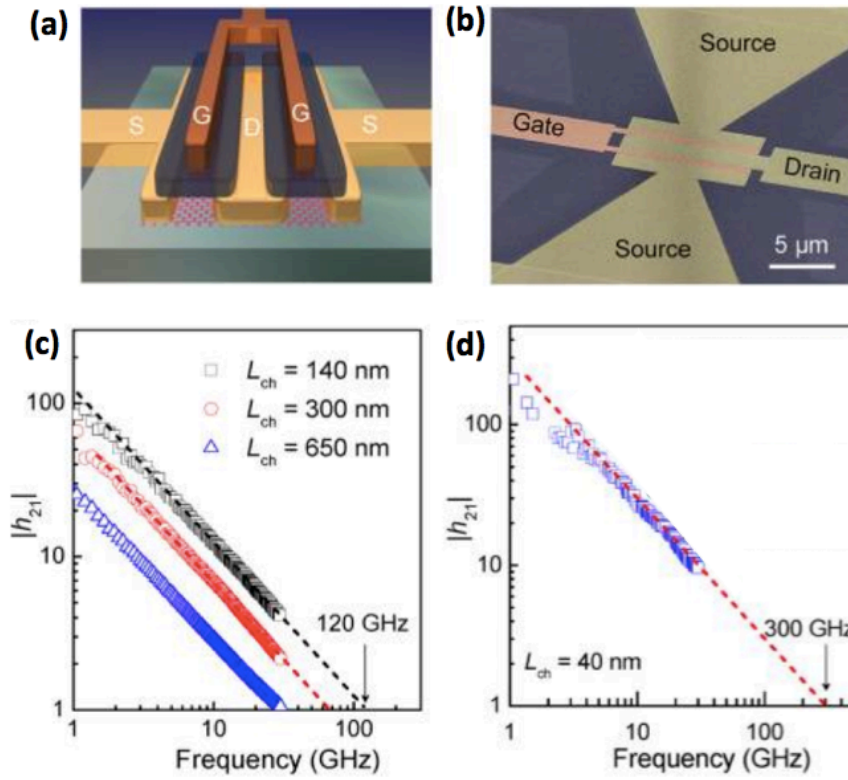 (a)
S
G
D
G
S
(b)
Source
Gate
Drain
Source
5 μm
(c)
L_ch = 140 nm
L_ch = 300 nm
L_ch = 650 nm
100
10
1
|h_21|
120 GHz
1 10 100
Frequency (GHz)
(d)
100
10
1
|h_21|
300 GHz
L_ch = 40 nm
1 10 100
Frequency (GHz)